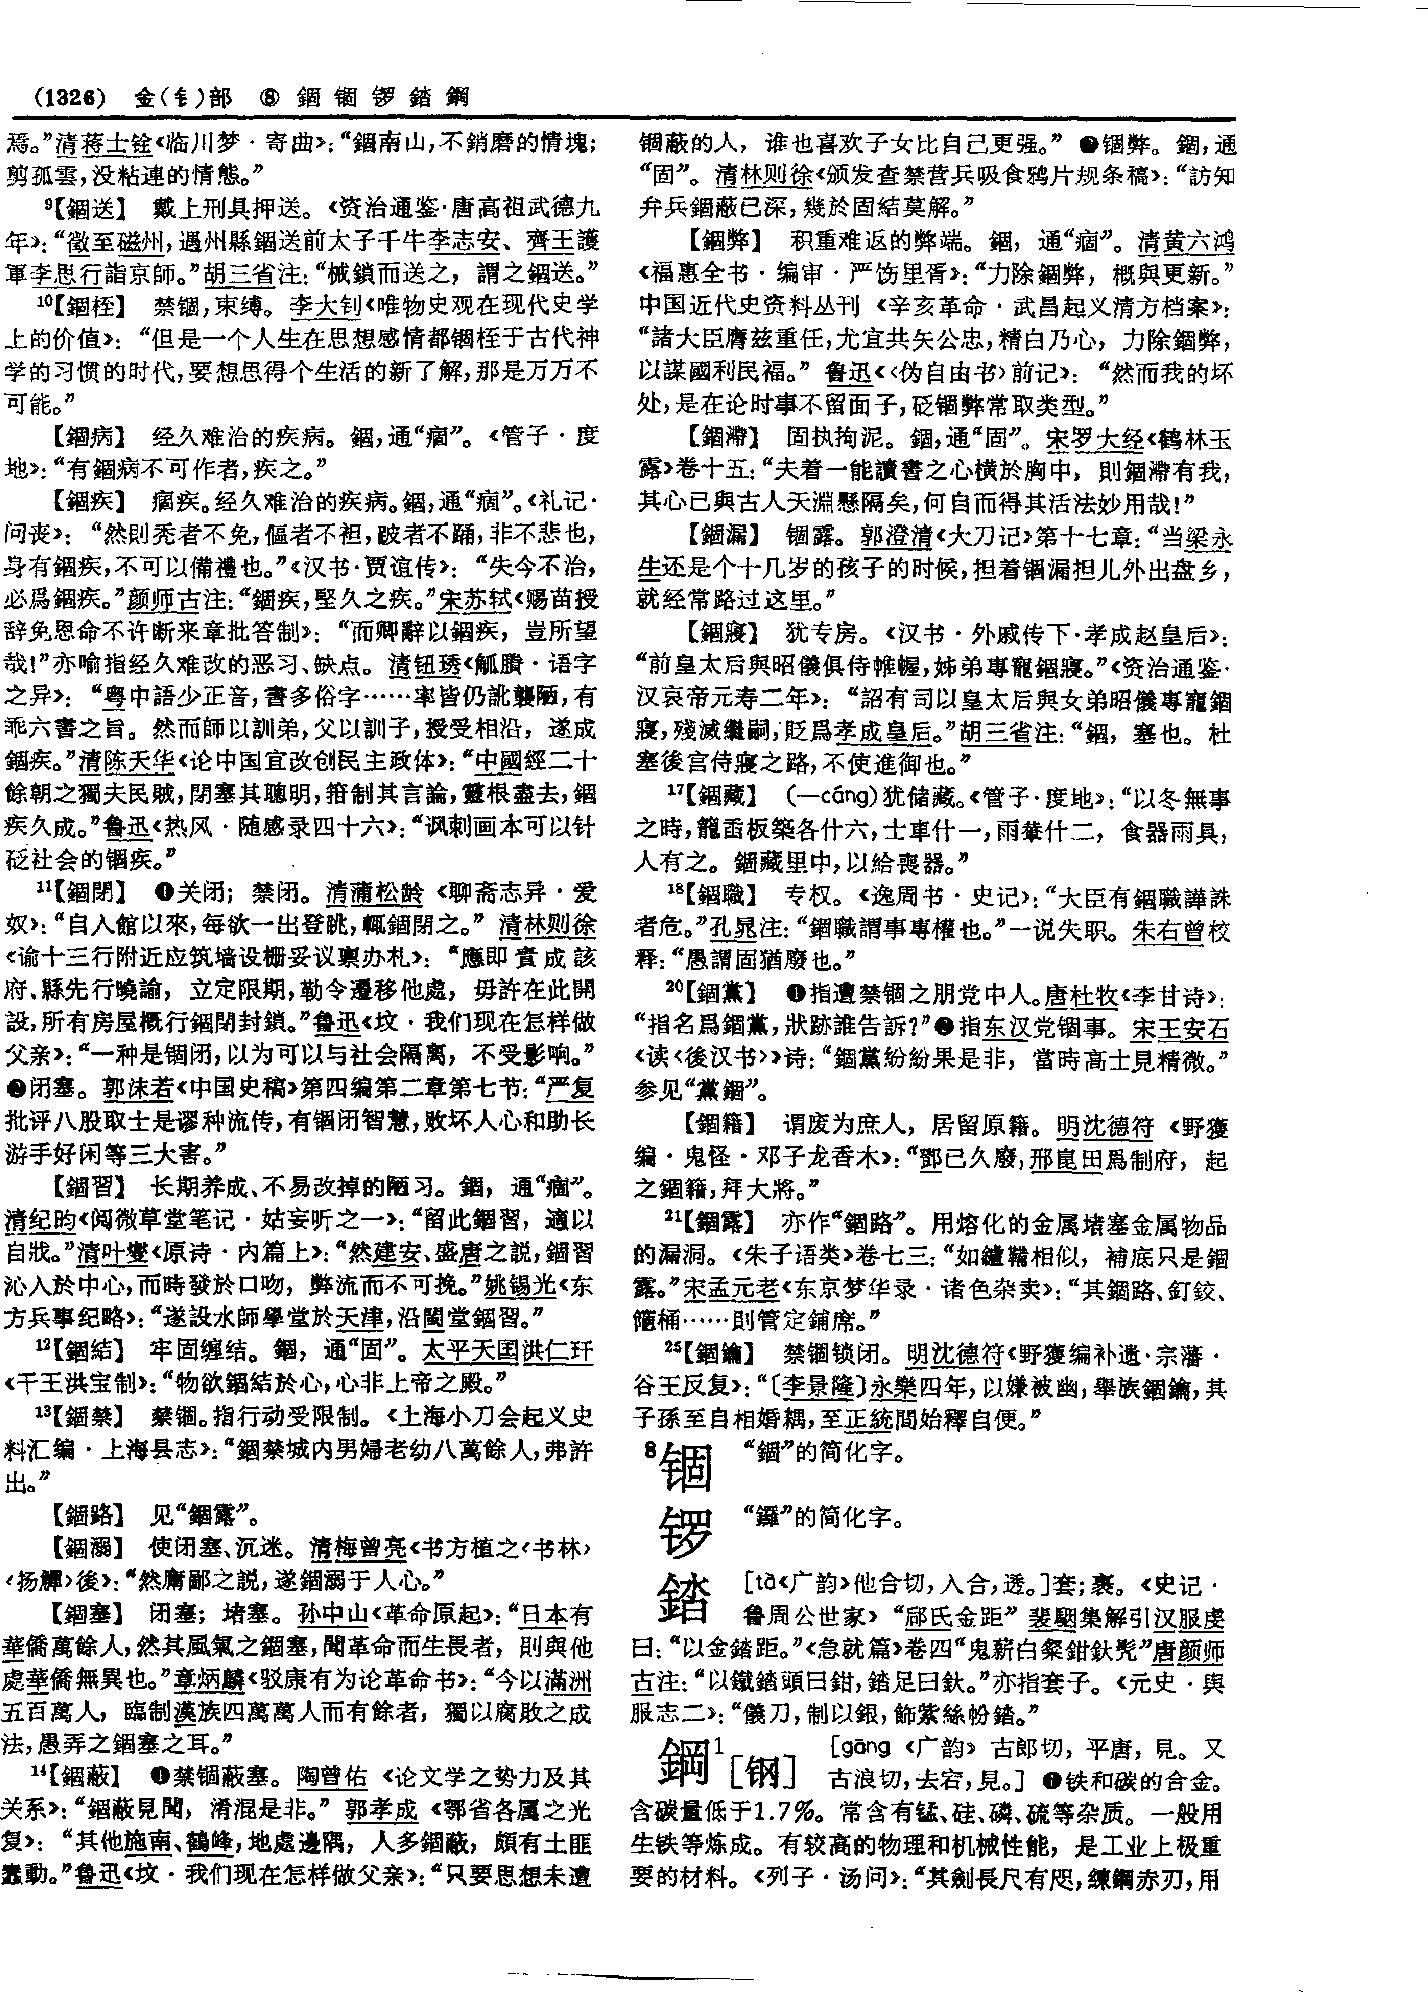 (1326) 金(钅)部 ⑧ 錮 锢 锣 錔 鋼
焉。”清蒋士铨《临川梦·寄曲》：“錮南山，不銷磨的情塊；
剪孤雲，没粘連的情態。”
9【錮送】 戴上刑具押送。《资治通鉴·唐高祖武德九
年》：“徵至磁州，遇州縣錮送前太子千牛李志安、齊王護
軍李思行詣京師。”胡三省注：“械鎖而送之，謂之錮送。”
10【錮桎】 禁锢，束缚。李大钊《唯物史观在现代史学
上的价值》：“但是一个人生在思想感情都锢桎于古代神
学的习惯的时代，要想思得个生活的新了解，那是万万不
可能。”
【錮病】 经久难治的疾病。錮，通“痼”。《管子·度
地》：“有錮病不可作者，疾之。”
【錮疾】 痼疾。经久难治的疾病。錮，通“痼”。《礼记·
问丧》：“然則秃者不免，傴者不袒，跛者不踊，非不悲也，
身有錮疾，不可以備禮也。”《汉书·贾谊传》：“失今不治，
必爲錮疾。”颜师古注：“錮疾，堅久之疾。”宋苏轼《赐苗授
辞免恩命不许断来章批答制》：“而卿辭以錮疾，豈所望
哉！”亦喻指经久难改的恶习、缺点。清钮琇《觚賸·语字
之异》：“粤中語少正音，書多俗字……率皆仍訛襲陋，有
乖六書之旨。然而師以訓弟，父以訓子，授受相沿，遂成
錮疾。”清陈天华《论中国宜改创民主政体》：“中國經二十
餘朝之獨夫民賊，閉塞其聰明，箝制其言論，靈根盡去，錮
疾久成。”鲁迅《热风·随感录四十六》：“讽刺画本可以针
砭社会的锢疾。”
11【錮閉】 ❶关闭；禁闭。清蒲松龄《聊斋志异·爱
奴》：“自入館以來，每欲一出登眺，輒錮閉之。”清林则徐
《谕十三行附近应筑墙设栅妥议禀办札》：“應即責成該
府、縣先行曉諭，立定限期，勒令遷移他處，毋許在此開
設，所有房屋概行錮閉封鎖。”鲁迅《坟·我们现在怎样做
父亲》：“一种是锢闭，以为可以与社会隔离，不受影响。”
❷闭塞。郭沫若《中国史稿》第四编第二章第七节：“严复
批评八股取士是谬种流传，有锢闭智慧，败坏人心和助长
游手好闲等三大害。”
【錮習】 长期养成、不易改掉的陋习。錮，通“痼”。
清纪昀《阅微草堂笔记·姑妄听之一》：“留此錮習，適以
自戕。”清叶燮《原诗·内篇上》：“然建安、盛唐之説，錮習
沁入於中心，而時發於口吻，弊流而不可挽。”姚锡光《东
方兵事纪略》：“遂設水師學堂於天津，沿閩堂錮習。”
12【錮結】 牢固缠结。錮，通“固”。太平天囯洪仁玕
《干王洪宝制》：“物欲錮結於心，心非上帝之殿。”
13【錮禁】 禁锢。指行动受限制。《上海小刀会起义史
料汇编·上海县志》：“錮禁城内男婦老幼八萬餘人，弗許
出。”
【錮路】 见“錮露”。
【錮溺】 使闭塞、沉迷。清梅曾亮《书方植之〈书林
〈扬觶〉後》：“然庸鄙之説，遂錮溺于人心。”
【錮塞】 闭塞；堵塞。孙中山《革命原起》：“日本有
華僑萬餘人，然其風氣之錮塞，聞革命而生畏者，則與他
處華僑無異也。”章炳麟《驳康有为论革命书》：“今以滿洲
五百萬人，臨制漢族四萬萬人而有餘者，獨以腐敗之成
法，愚弄之錮塞之耳。”
14【錮蔽】 ❶禁锢蔽塞。陶曾佑《论文学之势力及其
关系》：“錮蔽見聞，淆混是非。”郭孝成《鄂省各属之光
复》：“其他施南、鶴峰，地處邊隅，人多錮蔽，頗有土匪
蠢動。”鲁迅《坟·我们现在怎样做父亲》：“只要思想未遭
锢蔽的人，谁也喜欢子女比自己更强。”❷锢弊。錮，通
“固”。清林则徐《颁发查禁营兵吸食鸦片规条稿》：“訪知
弁兵錮蔽已深，幾於固結莫解。”
【錮弊】 积重难返的弊端。錮，通“痼”。清黄六鸿
《福惠全书·编审·严饬里胥》：“力除錮弊，概與更新。”
中国近代史资料丛刊《辛亥革命·武昌起义清方档案》：
“諸大臣膺兹重任，尤宜共矢公忠，精白乃心，力除錮弊，
以謀國利民福。”鲁迅《〈伪自由书〉前记》：“然而我的坏
处，是在论时事不留面子，砭锢弊常取类型。”
【錮滯】 固执拘泥。錮，通“固”。宋罗大经《鹤林玉
露》卷十五：“夫着一能讀書之心横於胸中，則錮滯有我，
其心已與古人天淵懸隔矣，何自而得其活法妙用哉！”
【錮漏】 锢露。郭澄清《大刀记》第十七章：“当梁永
生还是个十几岁的孩子的时候，担着锢漏担儿外出盘乡，
就经常路过这里。”
【錮寢】 犹专房。《汉书·外戚传下·孝成赵皇后》：
“前皇太后與昭儀俱侍帷幄，姊弟專寵錮寢。”《资治通鉴·
汉哀帝元寿二年》：“詔有司以皇太后與女弟昭儀專寵錮
寢，殘滅繼嗣，貶爲孝成皇后。”胡三省注：“錮，塞也。杜
塞後宫侍寢之路，不使進御也。”
17【錮藏】 (—cáng)犹储藏。《管子·度地》：“以冬無事
之時，籠臿板築各什六，士車什一，雨輂什二，食器兩具，
人有之。錮藏里中，以給喪器。”
18【錮職】 专权。《逸周书·史记》：“大臣有錮職譁誅
者危。”孔晁注：“錮職謂事專權也。”一说失职。朱右曾校
释：“愚謂固猶廢也。”
20【錮黨】 ❶指遭禁锢之朋党中人。唐杜牧《李甘诗》：
“指名爲錮黨，狀跡誰告訴？”❷指东汉党锢事。宋王安石
《读〈後汉书〉》诗：“錮黨紛紛果是非，當時高士見精微。”
参见“黨錮”。
【錮籍】 谓废为庶人，居留原籍。明沈德符《野獲
编·鬼怪·邓子龙香木》：“鄧已久廢，邢崑田爲制府，起
之錮籍，拜大將。”
21【錮露】 亦作“錮路”。用熔化的金属堵塞金属物品
的漏洞。《朱子语类》卷七三：“如鑪鞴相似，補底只是錮
露。”宋孟元老《东京梦华录·诸色杂卖》：“其錮路、釘鉸、
箍桶……則管定鋪席。”
25【錮鑰】 禁锢锁闭。明沈德符《野獲编补遗·宗藩·
谷王反复》：“〔李景隆〕永樂四年，以嫌被幽，舉族錮鑰，其
子孫至自相婚耦，至正統間始釋自便。”
8锢 “錮”的简化字。
锣 “鑼”的简化字。
錔 [tà《广韵》他合切，入合，透。]套；裹。《史记·
鲁周公世家》“郈氏金距”裴駰集解引汉服虔
曰：“以金錔距。”《急就篇》卷四“鬼薪白粲鉗釱髡”唐颜师
古注：“以鐵錔頭曰鉗，錔足曰釱。”亦指套子。《元史·舆
服志二》：“儀刀，制以銀，飾紫絲帉錔。”
鋼1［钢］ [gāng《广韵》古郎切，平唐，見。又
古浪切，去宕，見。] ❶铁和碳的合金。
含碳量低于1.7%。常含有锰、硅、磷、硫等杂质。一般用
生铁等炼成。有较高的物理和机械性能，是工业上极重
要的材料。《列子·汤问》：“其劍長尺有咫，練鋼赤刃，用